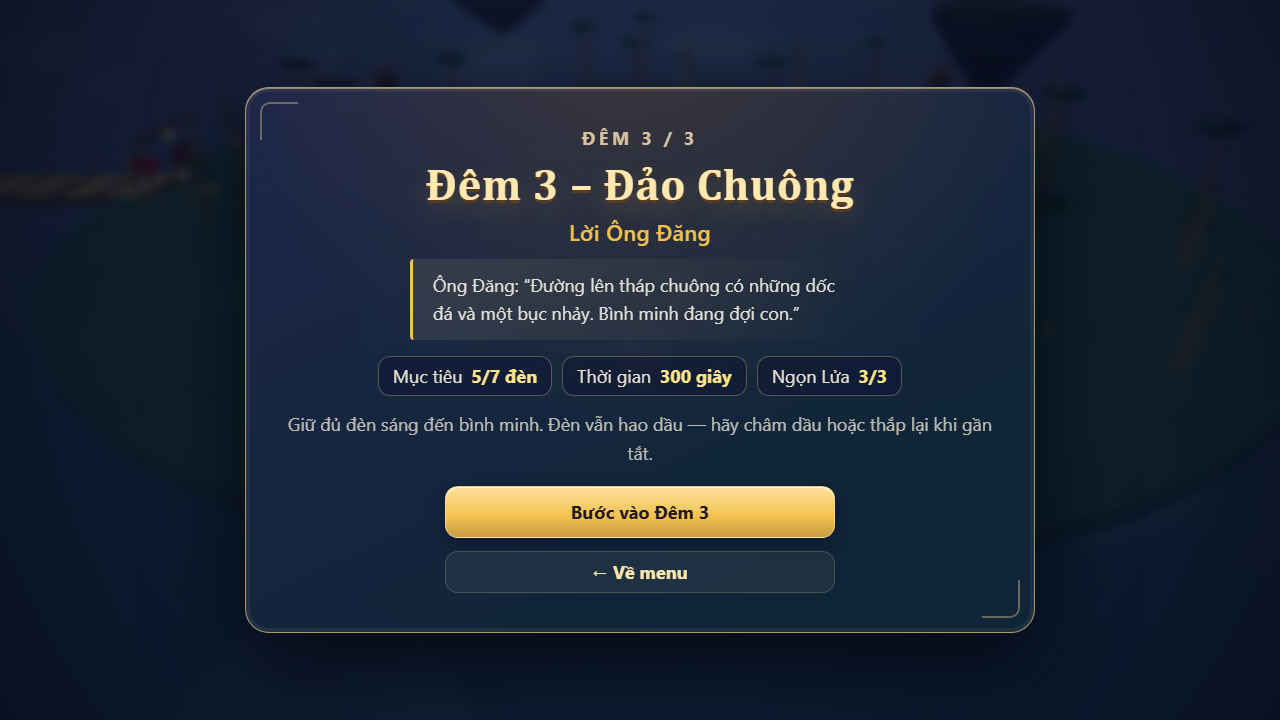 ĐÊM 3 / 3
Đêm 3 – Đảo Chuông
Lời Ông Đăng
Ông Đăng: “Đường lên tháp chuông có những dốc
đá và một bục nhảy. Bình minh đang đợi con.”
Mục tiêu 5/7 đèn
Thời gian 300 giây
Ngọn Lửa 3/3
Giữ đủ đèn sáng đến bình minh. Đèn vẫn hao dầu — hãy châm dầu hoặc thắp lại khi gần
tắt.
Bước vào Đêm 3
← Về menu